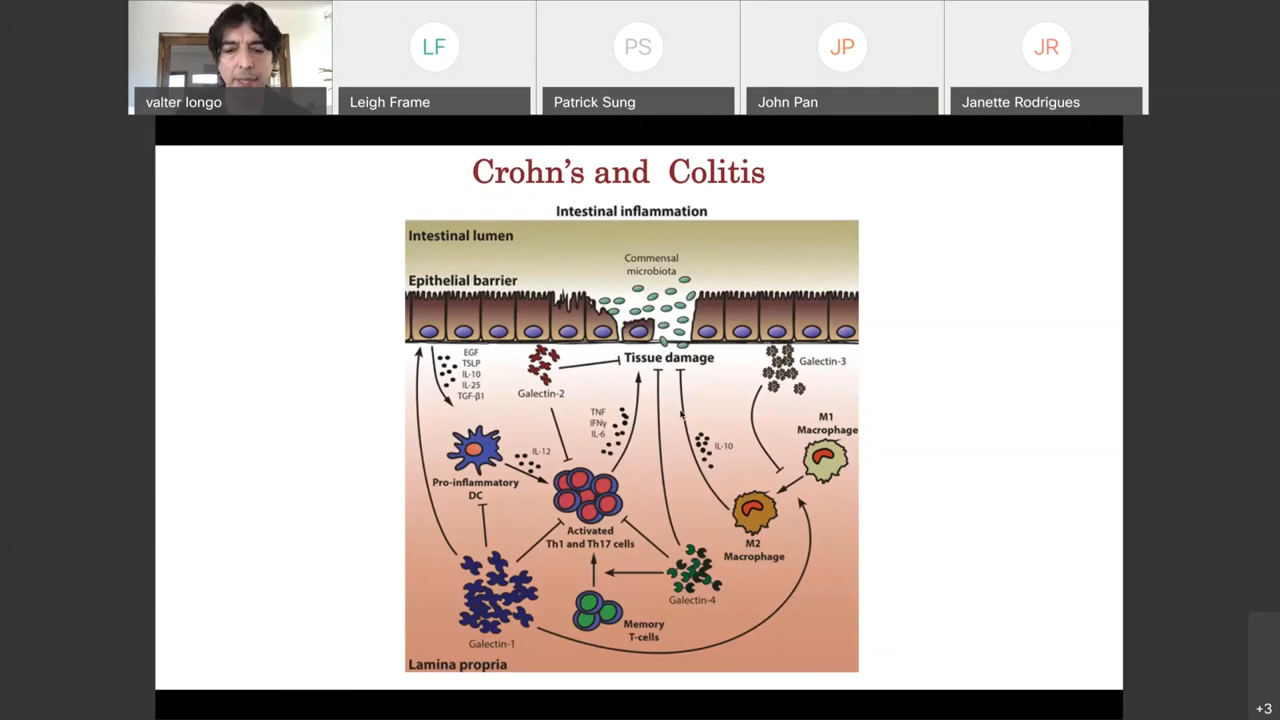 LF
PS
JP
JR
valter longo
Leigh Frame
Patrick Sung
John Pan
Janette Rodrigues
Crohn's and Colitis
Intestinal inflammation
Intestinal lumen
Commensal
microbiota
Epithelial barrier
EGF
TSLP
IL-10
IL-25
TGF-β1
Galectin-2
Tissue damage
Galectin-3
TNF
IFNγ
IL-6
M1
Macrophage
IL-12
IL-10
Pro-inflammatory
DC
Activated
Th1 and Th17 cells
M2
Macrophage
Galectin-4
Memory
T-cells
Galectin-1
Lamina propria
+3